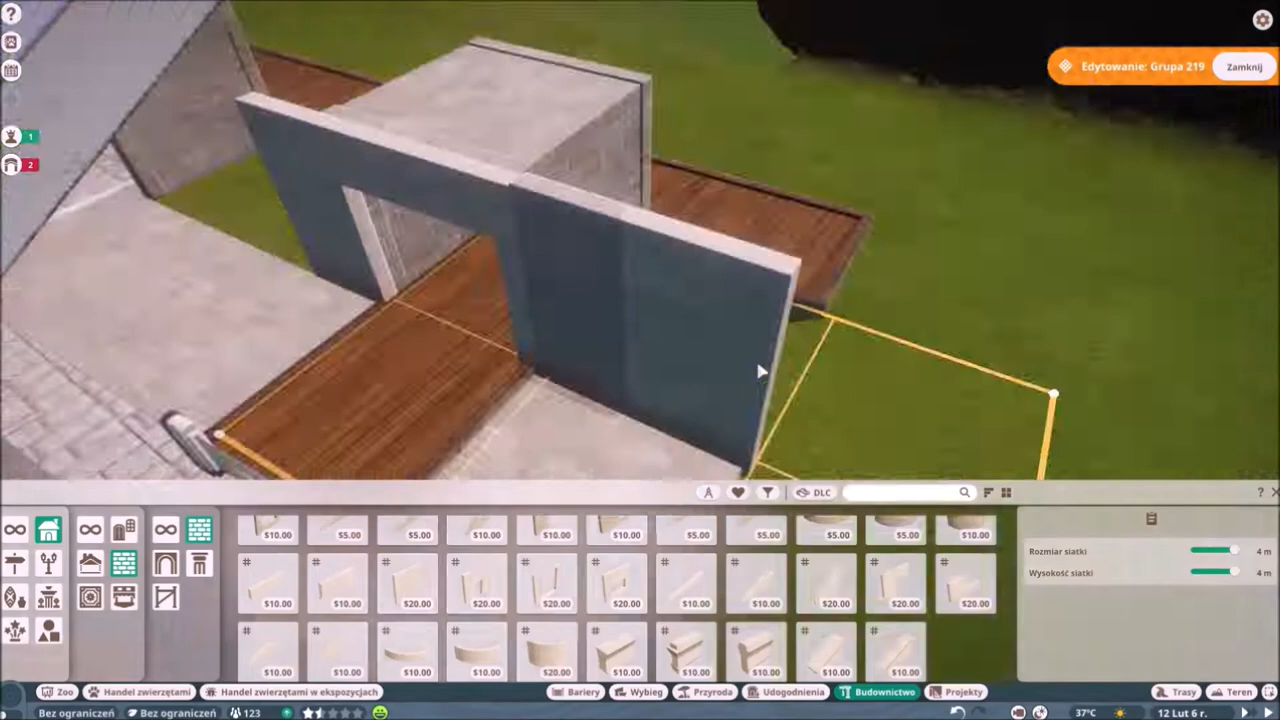 ?
Edytowanie: Grupa 219
Zamknij
1
2
DLC
?
$10.00 $5.00 $5.00 $10.00 $10.00 $10.00 $5.00 $5.00 $5.00 $5.00 $10.00
$10.00 $10.00 $20.00 $20.00 $20.00 $20.00 $10.00 $10.00 $20.00 $20.00 $20.00
$10.00 $10.00 $10.00 $10.00 $20.00 $10.00 $10.00 $10.00 $10.00 $10.00
Rozmiar siatki 4 m
Wysokość siatki 4 m
Zoo Handel zwierzętami Handel zwierzętami w ekspozycjach Bariery Wybieg Przyroda Udogodnienia Budownictwo Projekty Trasy Teren
Bez ograniczeń Bez ograniczeń 123 37°C 12 Lut 6 r.